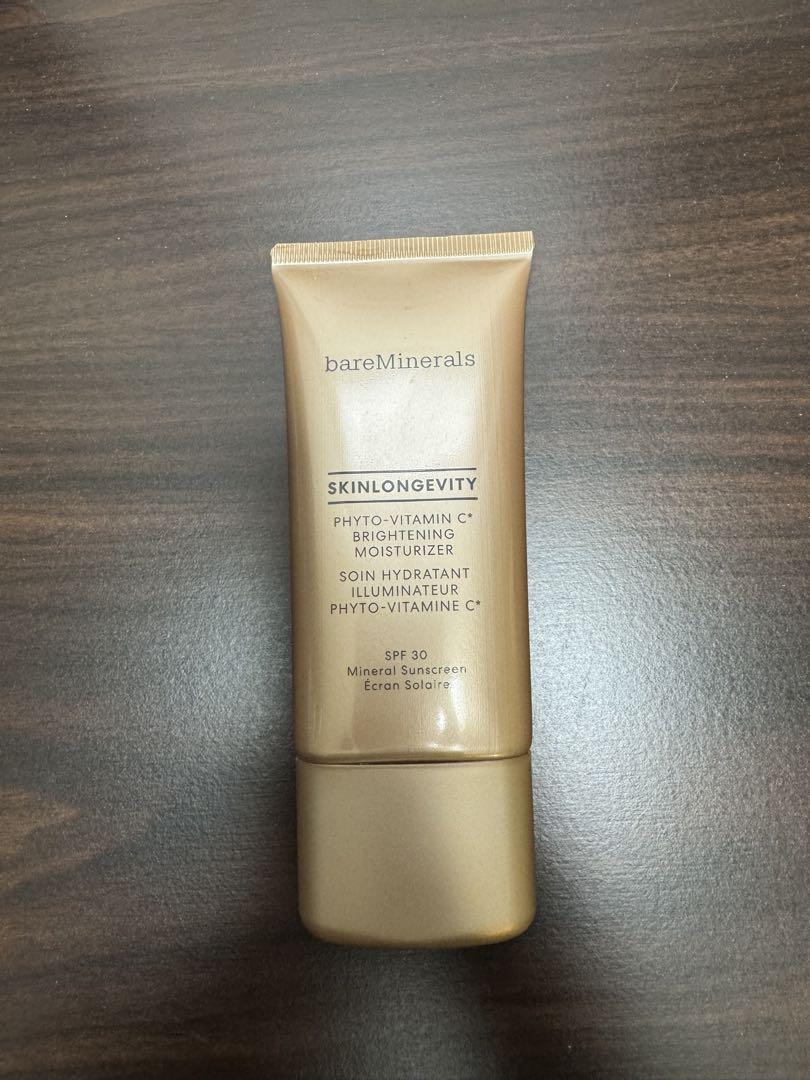 bareMinerals
SKINLONGEVITY
PHYTO-VITAMIN C*
BRIGHTENING
MOISTURIZER
SOIN HYDRATANT
ILLUMINATEUR
PHYTO-VITAMINE C*
SPF 30
Mineral Sunscreen
Écran Solaire